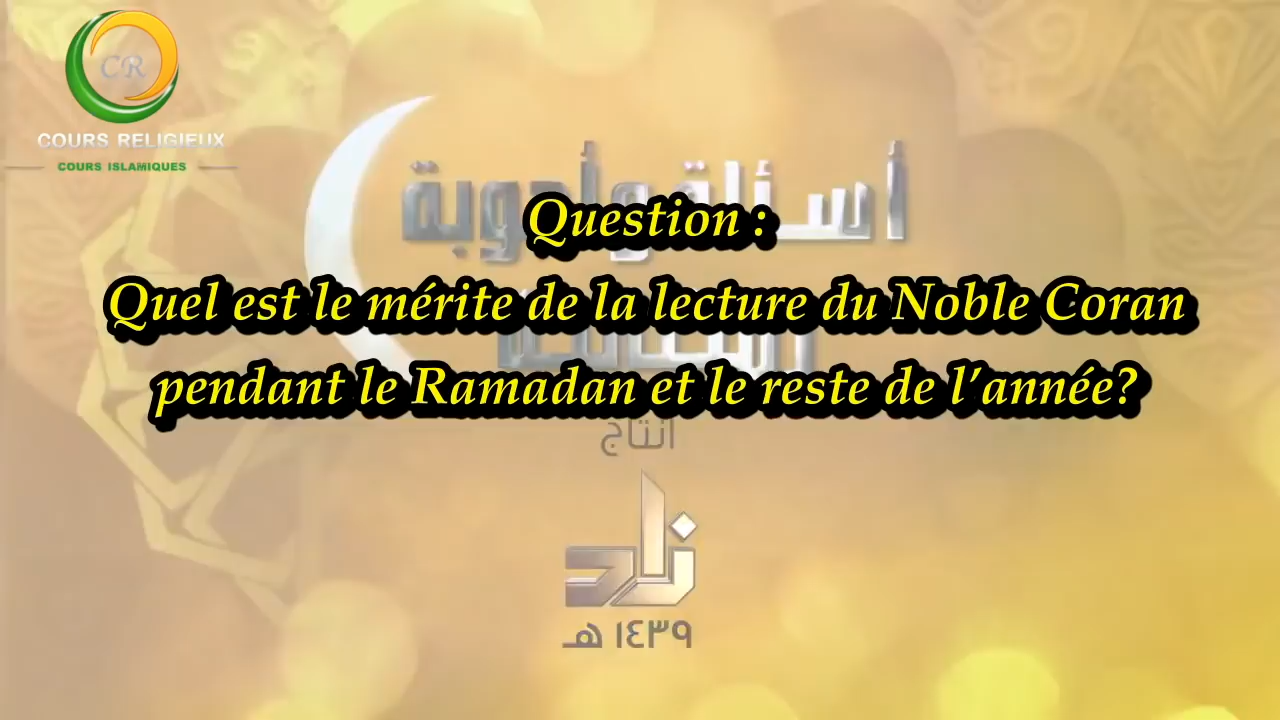 CR
COURS RELIGIEUX
COURS ISLAMIQUES
أسئلة وأجوبة
Question :
Quel est le mérite de la lecture du Noble Coran
pendant le Ramadan et le reste de l’année?
انتاج
زاد
١٤٣٩ هـ